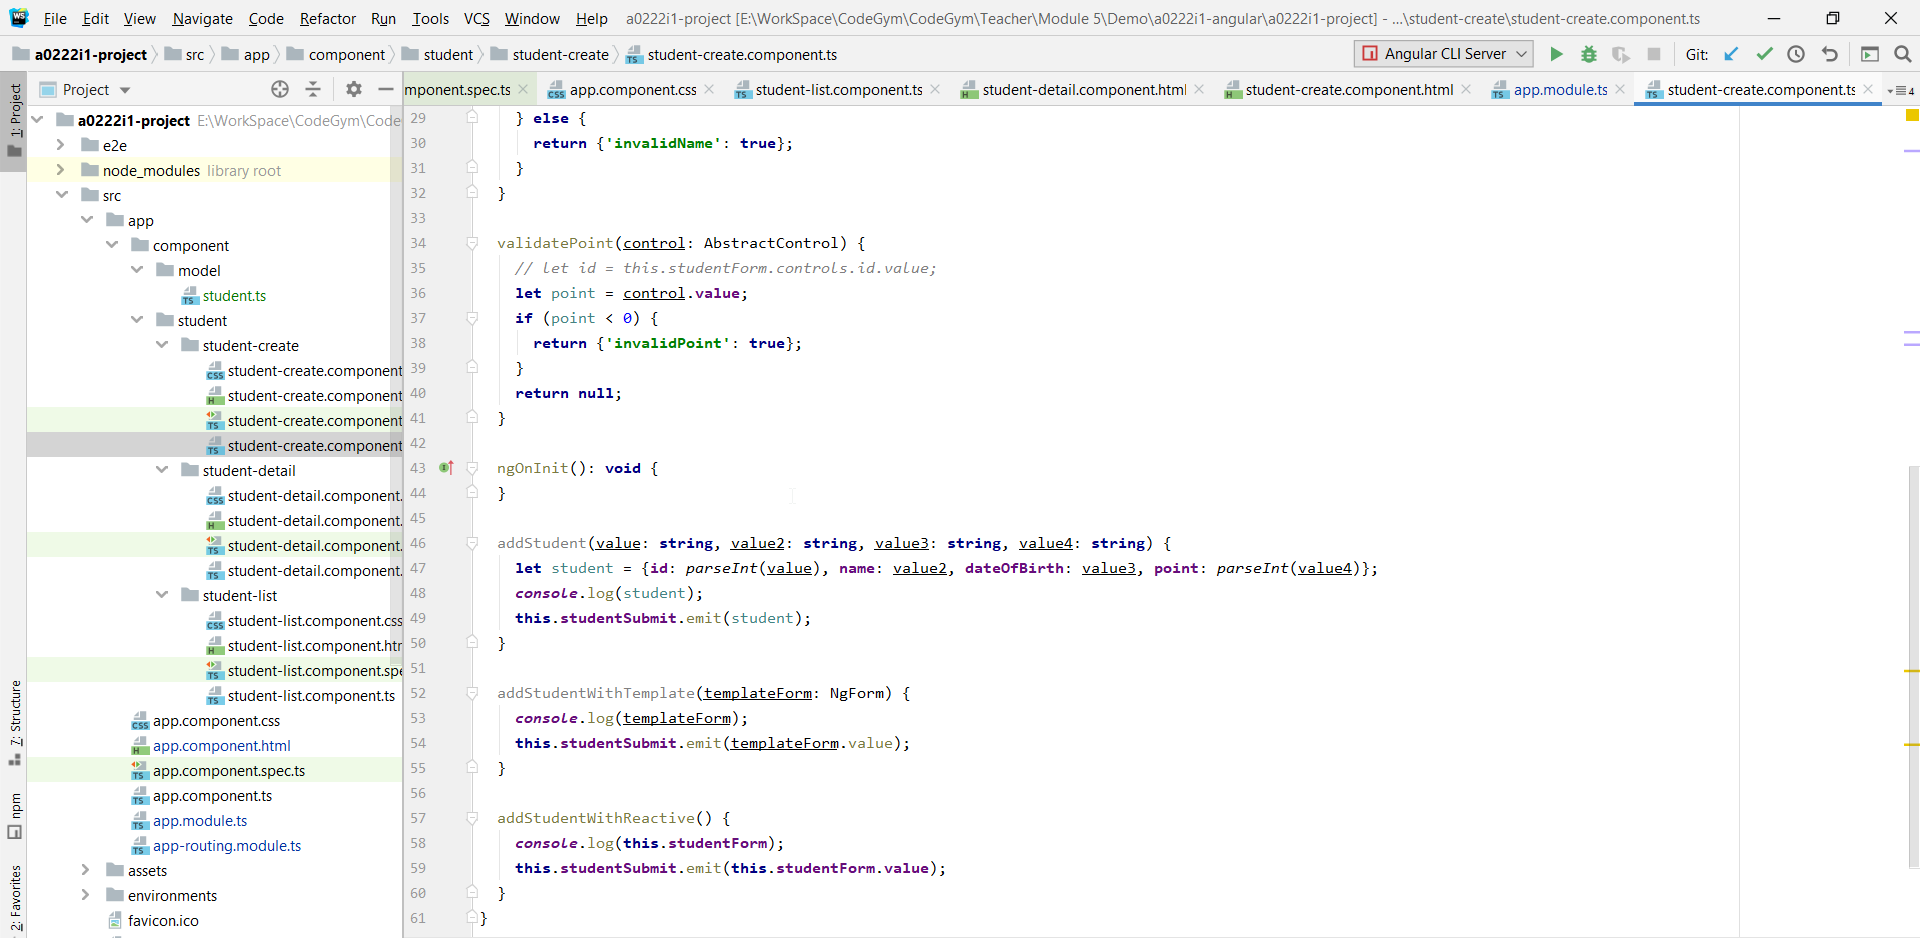 WS File Edit View Navigate Code Refactor Run Tools VCS Window Help a0222i1-project [E:\WorkSpace\CodeGym\CodeGym\Teacher\Module 5\Demo\a0222i1-angular\a0222i1-project] - ...\student-create\student-create.component.ts
a0222i1-project src app component student student-create student-create.component.ts Angular CLI Server Git:
Project mponent.spec.ts app.component.css student-list.component.ts student-detail.component.html student-create.component.html app.module.ts student-create.component.ts 4
1: Project
7: Structure
npm
2: Favorites
a0222i1-project E:\WorkSpace\CodeGym\Code
e2e
node_modules library root
src
app
component
model
student.ts
student
student-create
student-create.component
student-create.component
student-create.component
student-create.component
student-detail
student-detail.component.
student-detail.component.
student-detail.component.
student-detail.component.
student-list
student-list.component.css
student-list.component.htr
student-list.component.spe
student-list.component.ts
app.component.css
app.component.html
app.component.spec.ts
app.component.ts
app.module.ts
app-routing.module.ts
assets
environments
favicon.ico
29 } else {
30 return {'invalidName': true};
31 }
32 }
33
34 validatePoint(control: AbstractControl) {
35 // let id = this.studentForm.controls.id.value;
36 let point = control.value;
37 if (point < 0) {
38 return {'invalidPoint': true};
39 }
40 return null;
41 }
42
43 ngOnInit(): void {
44 }
45
46 addStudent(value: string, value2: string, value3: string, value4: string) {
47 let student = {id: parseInt(value), name: value2, dateOfBirth: value3, point: parseInt(value4)};
48 console.log(student);
49 this.studentSubmit.emit(student);
50 }
51
52 addStudentWithTemplate(templateForm: NgForm) {
53 console.log(templateForm);
54 this.studentSubmit.emit(templateForm.value);
55 }
56
57 addStudentWithReactive() {
58 console.log(this.studentForm);
59 this.studentSubmit.emit(this.studentForm.value);
60 }
61 }